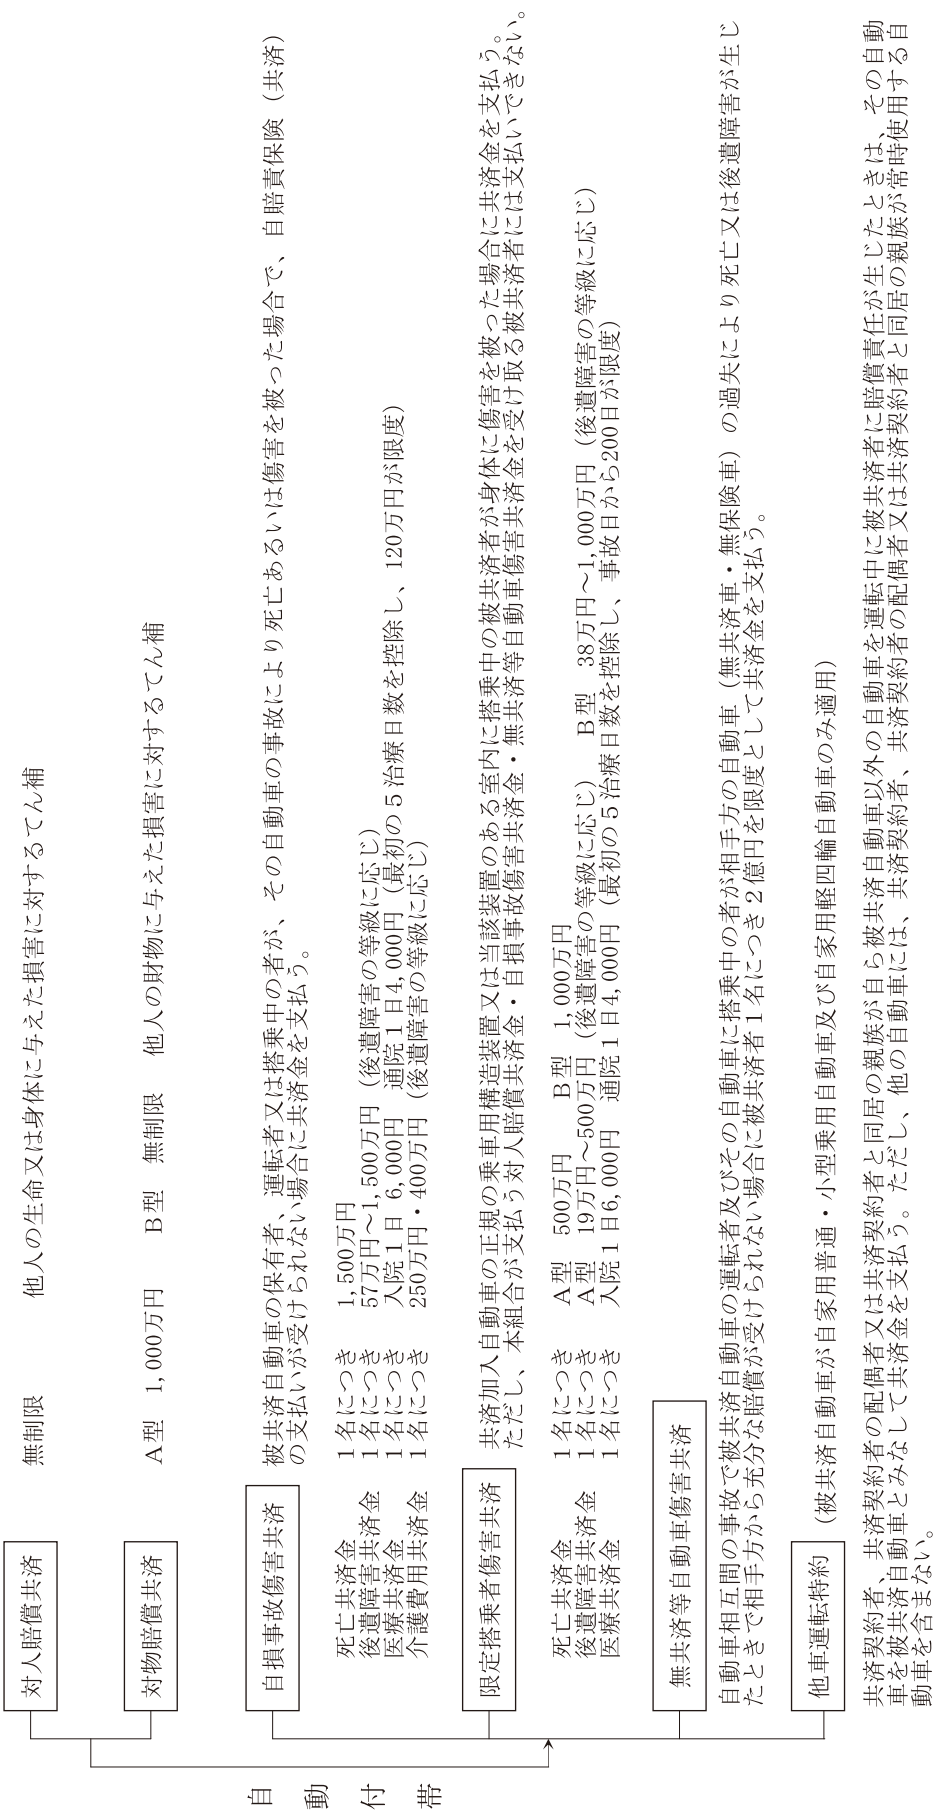 対人賠償共済　無制限　他人の生命又は身体に与えた損害に対するてん補
対物賠償共済　Ａ型　1,000万円　Ｂ型　無制限　他人の財物に与えた損害に対するてん補
自動付帯
自損事故傷害共済　被共済自動車の保有者、運転者又は搭乗中の者が、その自動車の事故により死亡あるいは傷害を被った場合で、自賠責保険（共済）
の支払いが受けられない場合に共済金を支払う。
死亡共済金　１名につき　1,500万円
後遺障害共済金　１名につき　57万円～1,500万円（後遺障害の等級に応じ）
医療共済金　１名につき　入院１日 6,000円　通院１日4,000円（最初の５治療日数を控除し、120万円が限度）
介護費用共済金　１名につき　250万円・400万円（後遺障害の等級に応じ）
限定搭乗者傷害共済　共済加入自動車の正規の乗車用構造装置又は当該装置のある室内に搭乗中の被共済者が身体に傷害を被った場合に共済金を支払う。
ただし、本組合が支払う対人賠償共済金・自損事故傷害共済金・無共済等自動車傷害共済金を受け取る被共済者には支払いできない。
死亡共済金　１名につき　Ａ型　500万円　Ｂ型　1,000万円
後遺障害共済金　１名につき　Ａ型　19万円～500万円（後遺障害の等級に応じ）　Ｂ型　38万円～1,000万円（後遺障害の等級に応じ）
医療共済金　１名につき　入院１日6,000円　通院１日4,000円（最初の５治療日数を控除し、事故日から200日が限度）
無共済等自動車傷害共済
自動車相互間の事故で被共済自動車の運転者及びその自動車に搭乗中の者が相手方の自動車（無共済車・無保険車）の過失により死亡又は後遺障害が生じ
たときで相手方から充分な賠償が受けられない場合に被共済者１名につき２億円を限度として共済金を支払う。
他車運転特約　（被共済自動車が自家用普通・小型乗用自動車及び自家用軽四輪自動車のみ適用）
共済契約者、共済契約者の配偶者又は共済契約者と同居の親族が自ら被共済自動車以外の自動車を運転中に被共済者に賠償責任が生じたときは、その自動
車を被共済自動車とみなして共済金を支払う。ただし、他の自動車には、共済契約者、共済契約者の配偶者又は共済契約者と同居の親族が常時使用する自
動車を含まない。